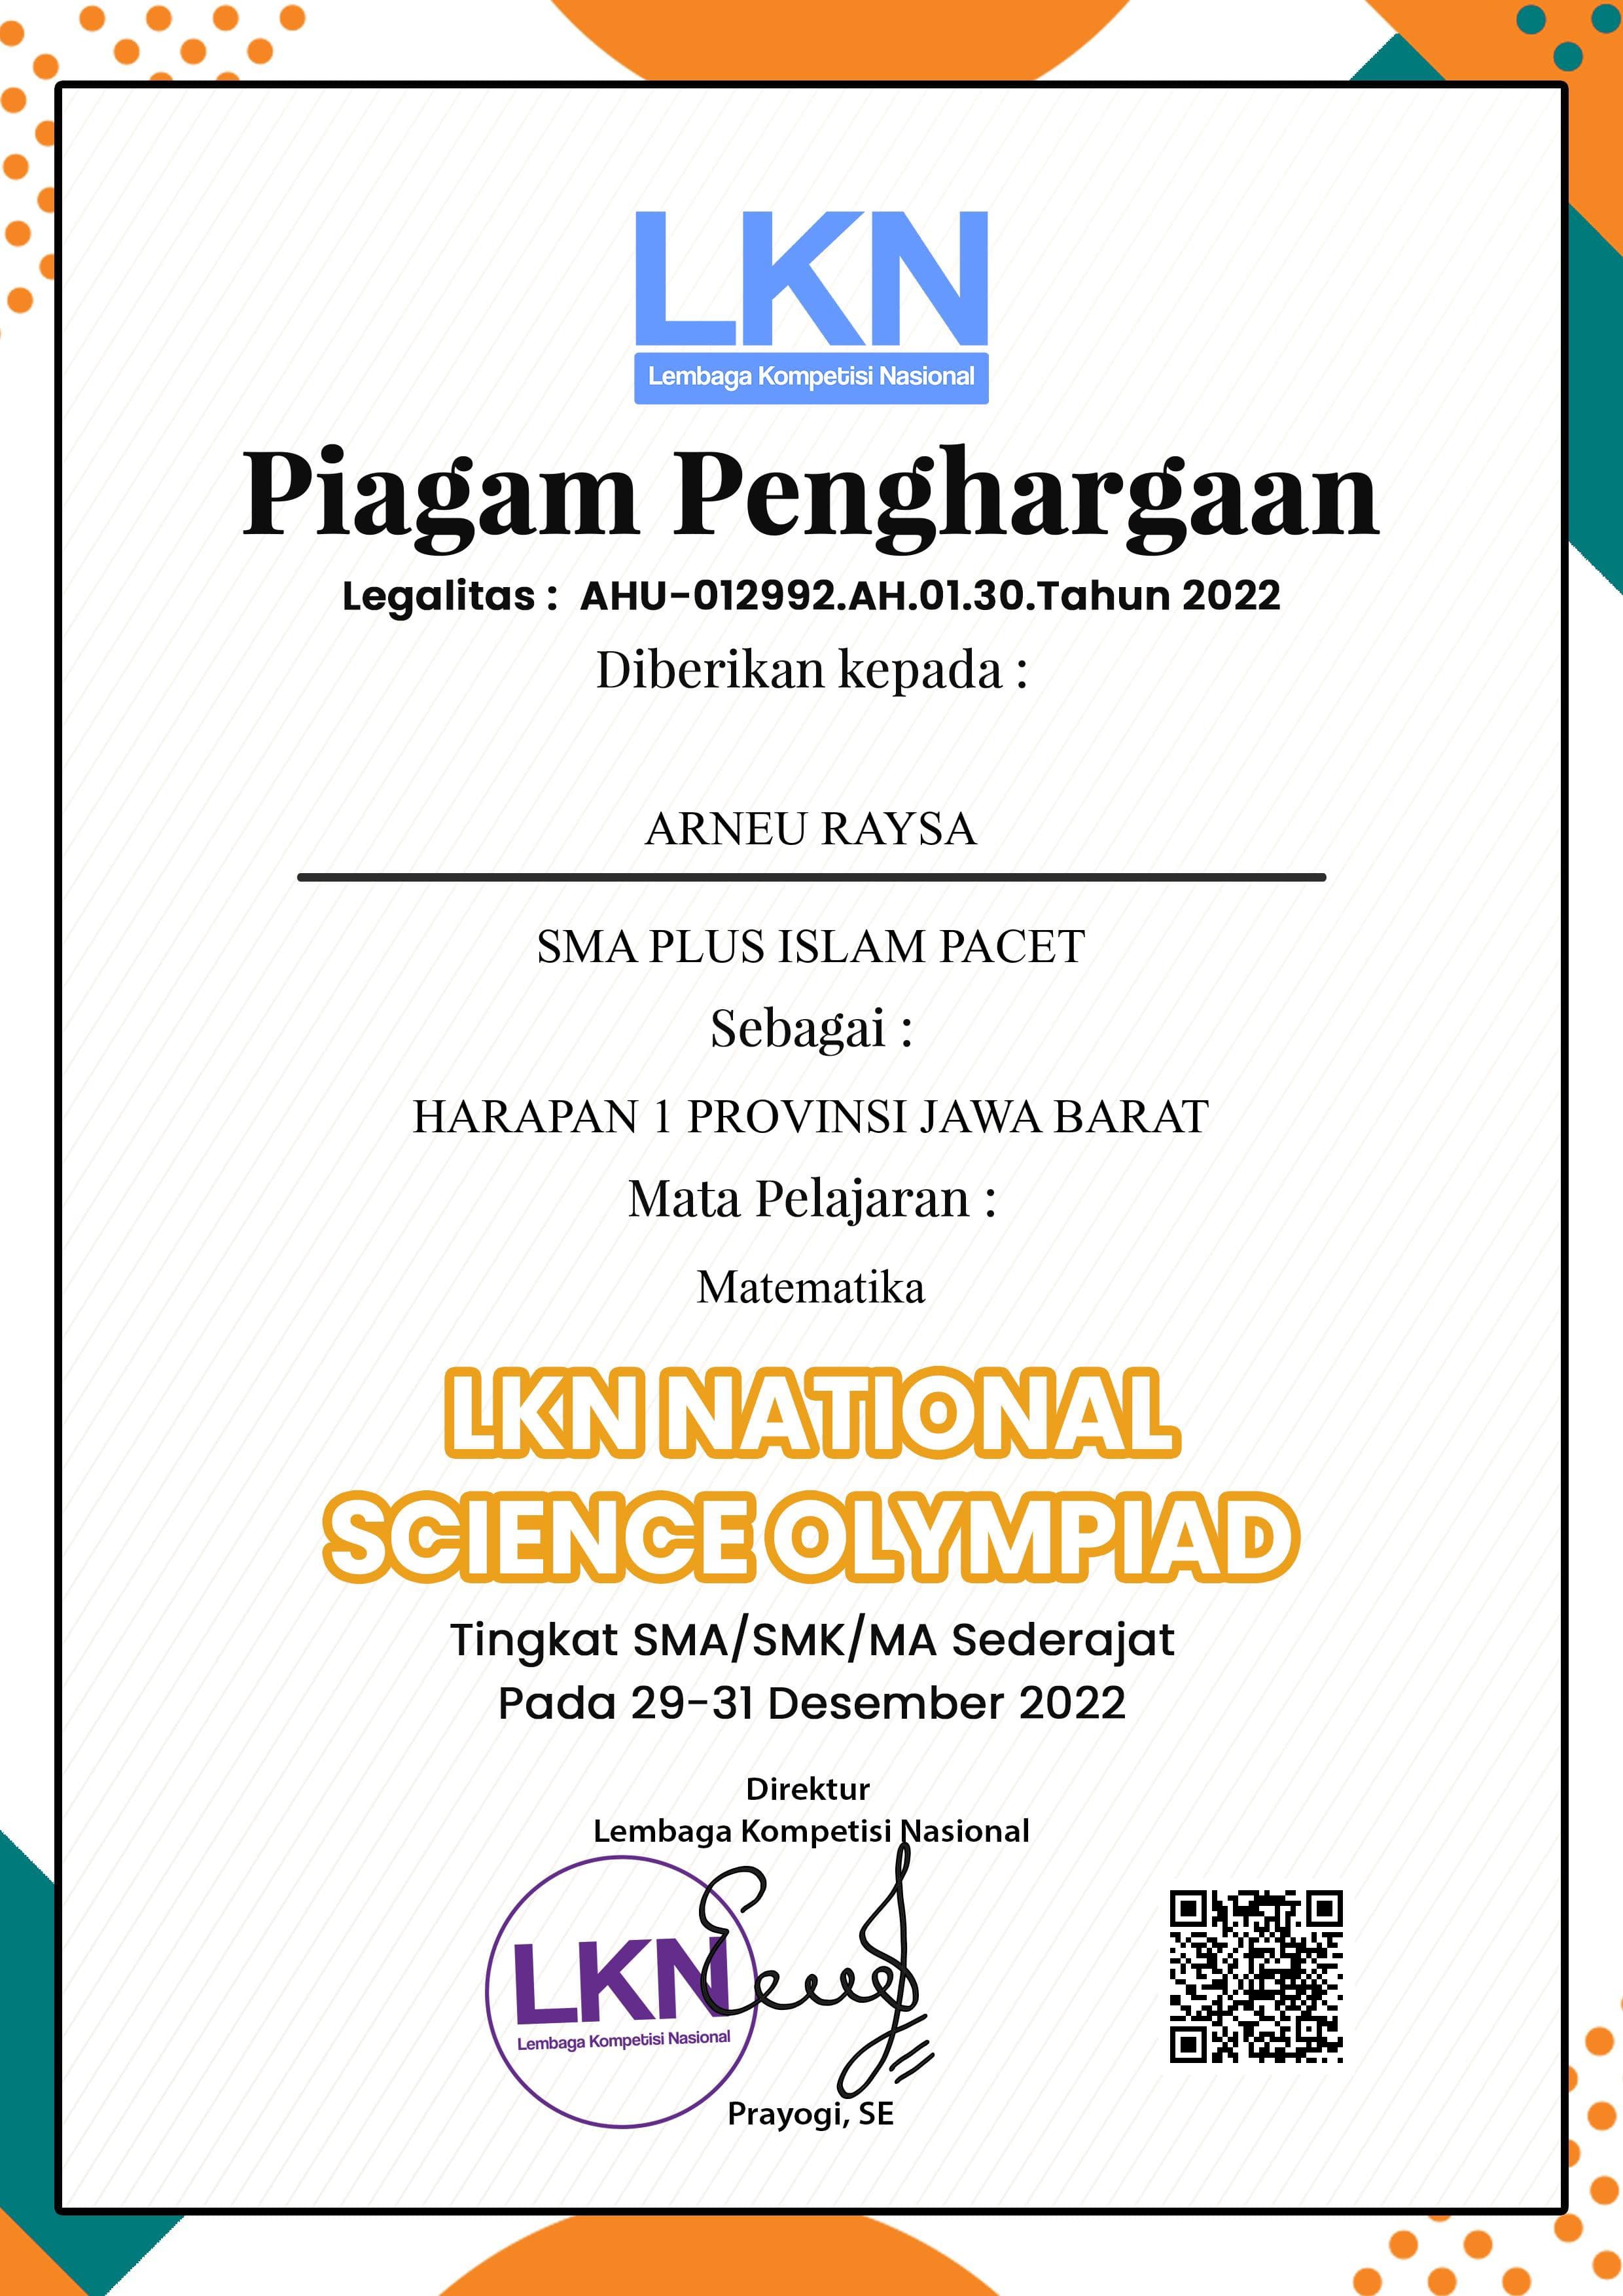 LKN
Lembaga Kompetisi Nasional
Piagam Penghargaan
Legalitas : AHU-012992.AH.01.30.Tahun 2022
Diberikan kepada :
ARNEU RAYSA
SMA PLUS ISLAM PACET
Sebagai :
HARAPAN 1 PROVINSI JAWA BARAT
Mata Pelajaran :
Matematika
LKN NATIONAL
SCIENCE OLYMPIAD
Tingkat SMA/SMK/MA Sederajat
Pada 29-31 Desember 2022
Direktur
Lembaga Kompetisi Nasional
LKN
Lembaga Kompetisi Nasional
Prayogi, SE